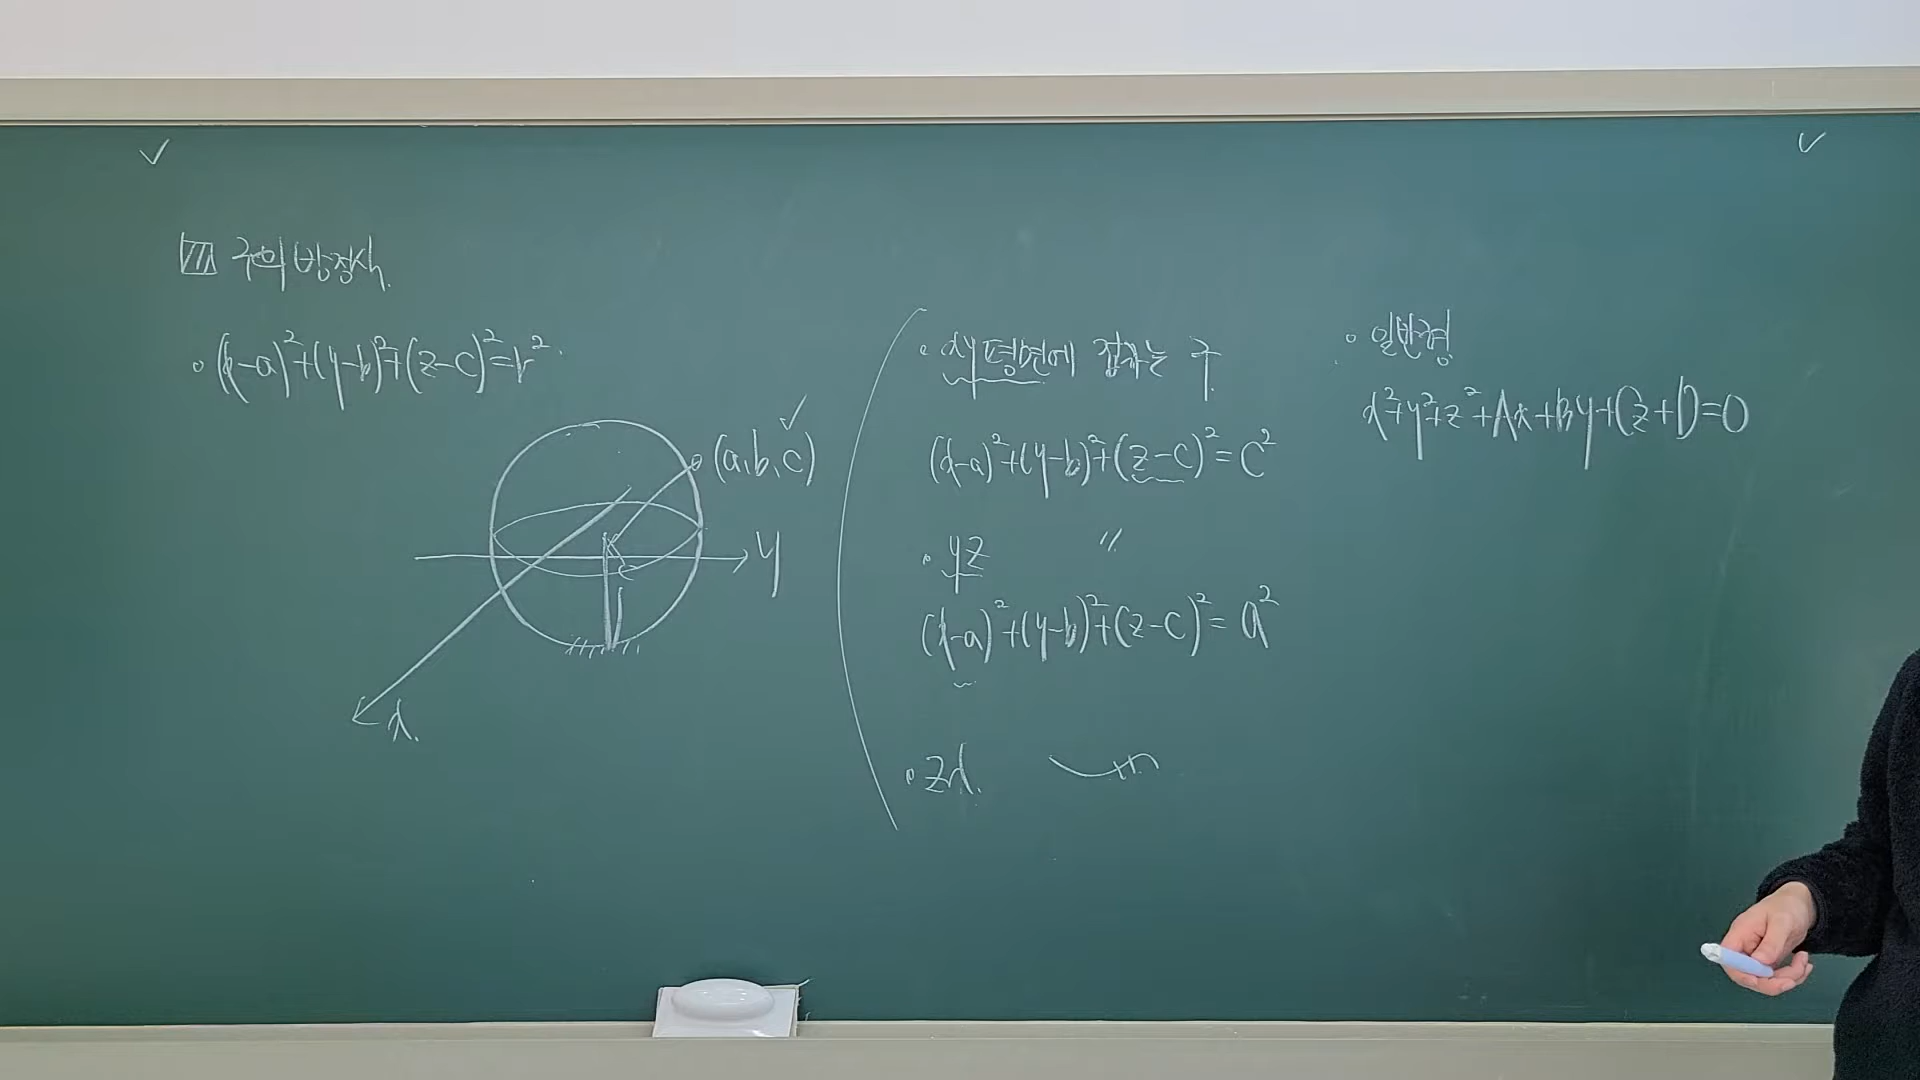 구의 방정식.
(x-a)²+(y-b)²+(z-c)²=r².
(a,b,c)
y
c
x.
xy평면에 접하는 구.
(x-a)²+(y-b)²+(z-c)²=C²
yz 〃
(x-a)²+(y-b)²+(z-c)²=a²
zx.
일반형.
x²+y²+z²+Ax+By+Cz+D=0